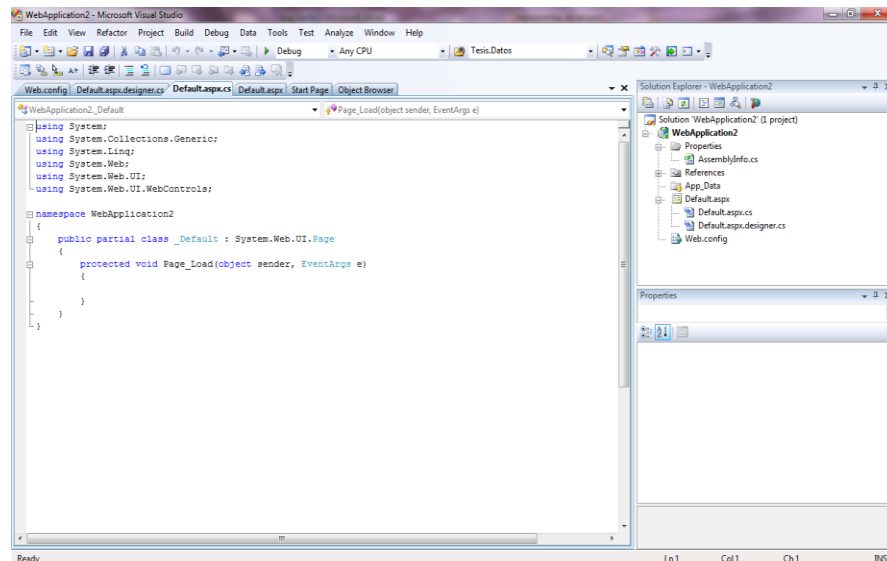 WebApplication2 - Microsoft Visual Studio
File Edit View Refactor Project Build Debug Data Tools Test Analyze Window Help
Debug Any CPU Tesis.Datos
Web.config Default.aspx.designer.cs Default.aspx.cs Default.aspx Start Page Object Browser
WebApplication2._Default Page_Load(object sender, EventArgs e)
using System;
using System.Collections.Generic;
using System.Linq;
using System.Web;
using System.Web.UI;
using System.Web.UI.WebControls;
namespace WebApplication2
{
public partial class _Default : System.Web.UI.Page
{
protected void Page_Load(object sender, EventArgs e)
{
}
}
}
Solution Explorer - WebApplication2
Solution 'WebApplication2' (1 project)
WebApplication2
Properties
AssemblyInfo.cs
References
App_Data
Default.aspx
Default.aspx.cs
Default.aspx.designer.cs
Web.config
Properties
Ready Ln 1 Col 1 Ch 1 INS